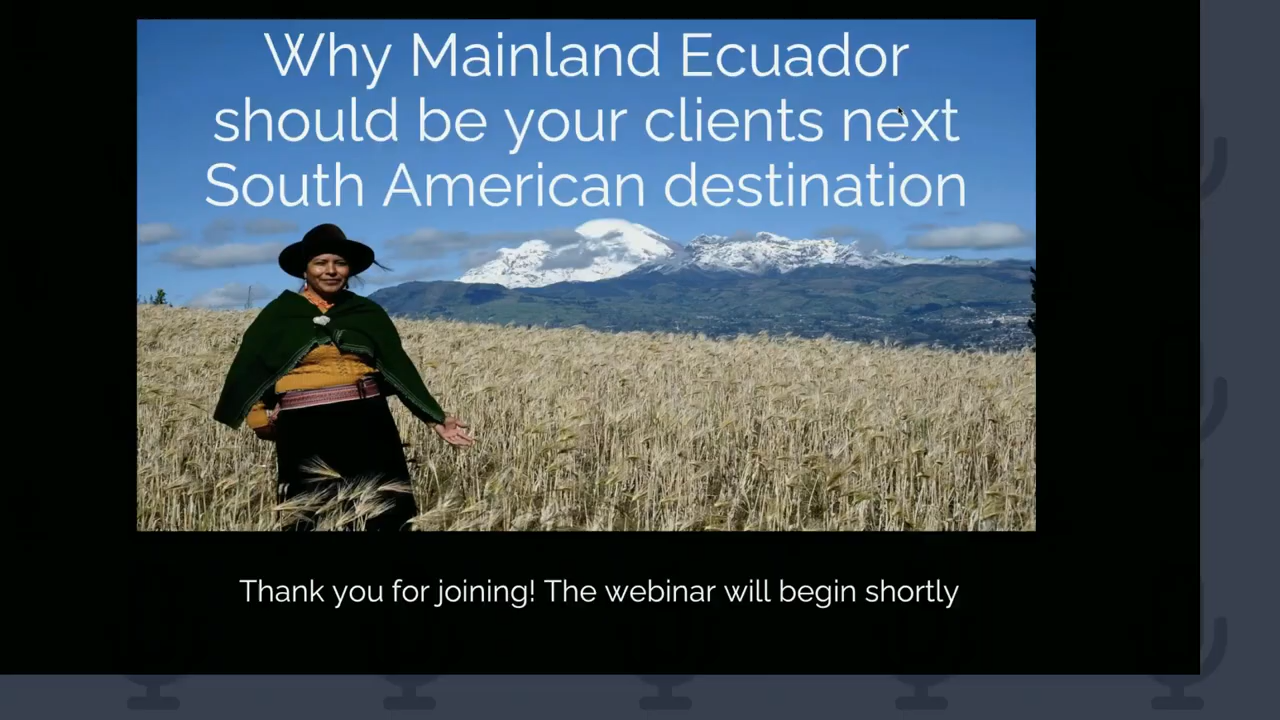 Why Mainland Ecuador
should be your clients next
South American destination
Thank you for joining! The webinar will begin shortly